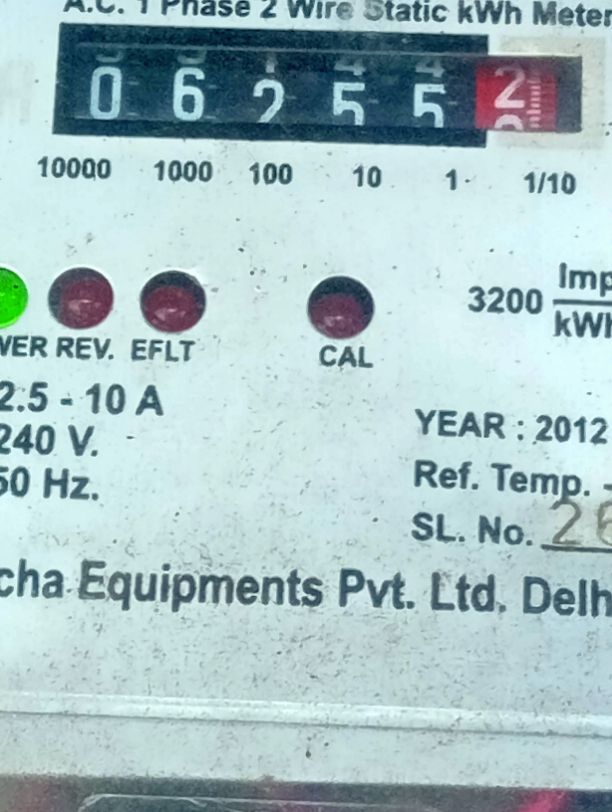 A.C. 1 Phase 2 Wire Static kWh Meter
0 6 2 5 5 2
10000 1000 100 10 1 1/10
3200 Imp
kWh
WER REV. EFLT CAL
2.5 - 10 A
240 V.
50 Hz.
YEAR : 2012
Ref. Temp. -
SL. No. 26
cha Equipments Pvt. Ltd. Delh